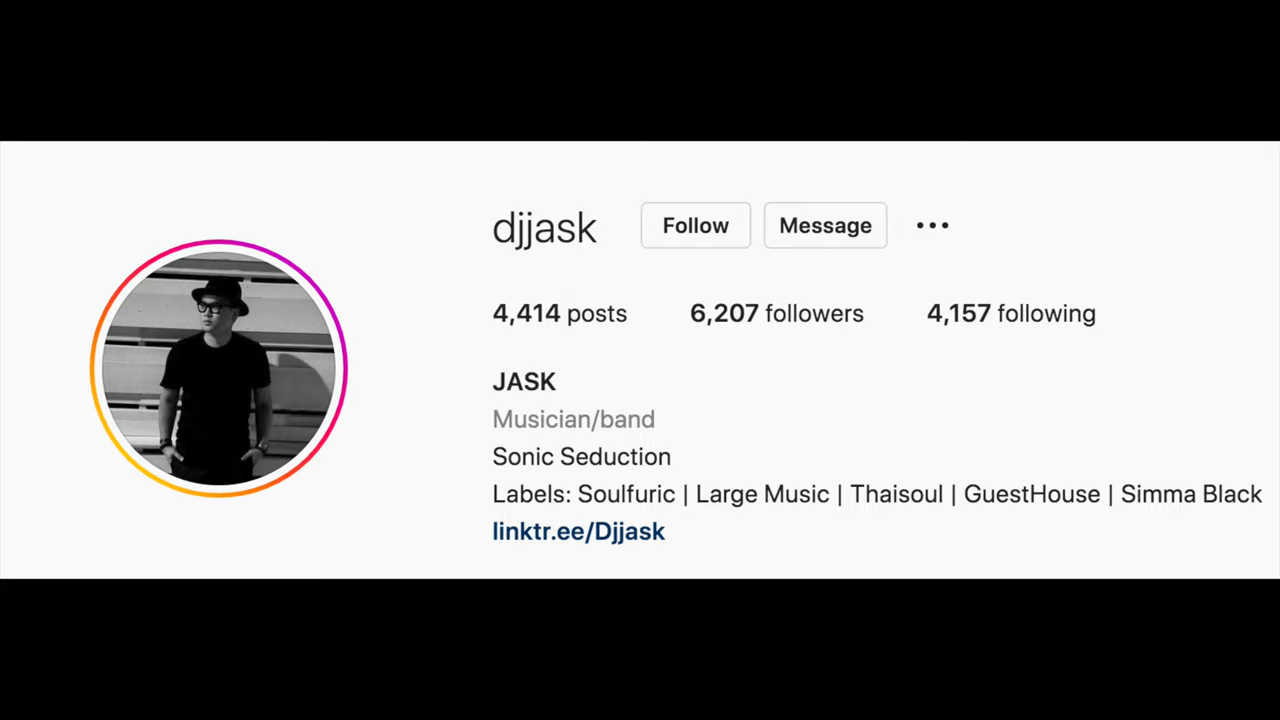 djjask Follow Message •••
4,414 posts 6,207 followers 4,157 following
JASK
Musician/band
Sonic Seduction
Labels: Soulfuric | Large Music | Thaisoul | GuestHouse | Simma Black
linktr.ee/Djjask